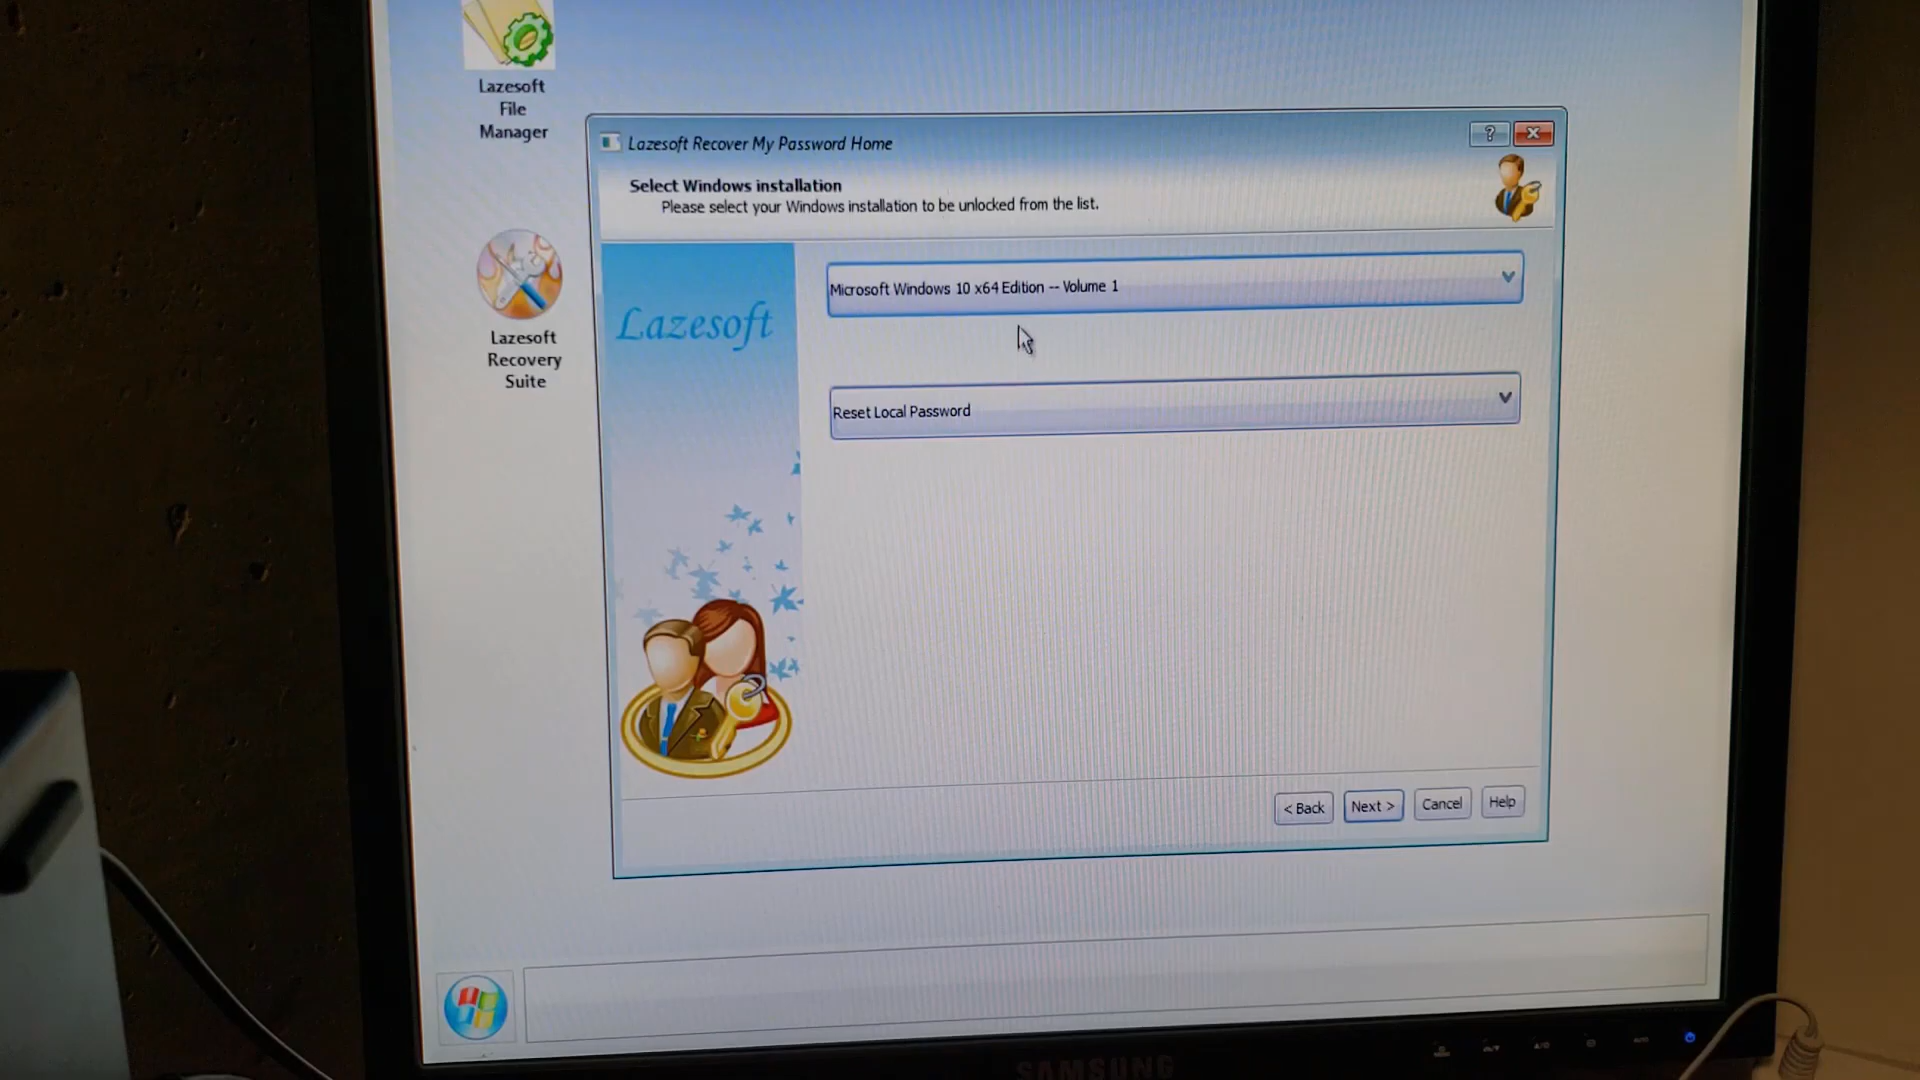 Lazesoft
File
Manager
Lazesoft
Recovery
Suite
Lazesoft Recover My Password Home
?
Select Windows installation
Please select your Windows installation to be unlocked from the list.
Lazesoft
Microsoft Windows 10 x64 Edition -- Volume 1
Reset Local Password
< Back
Next >
Cancel
Help
SAMSUNG